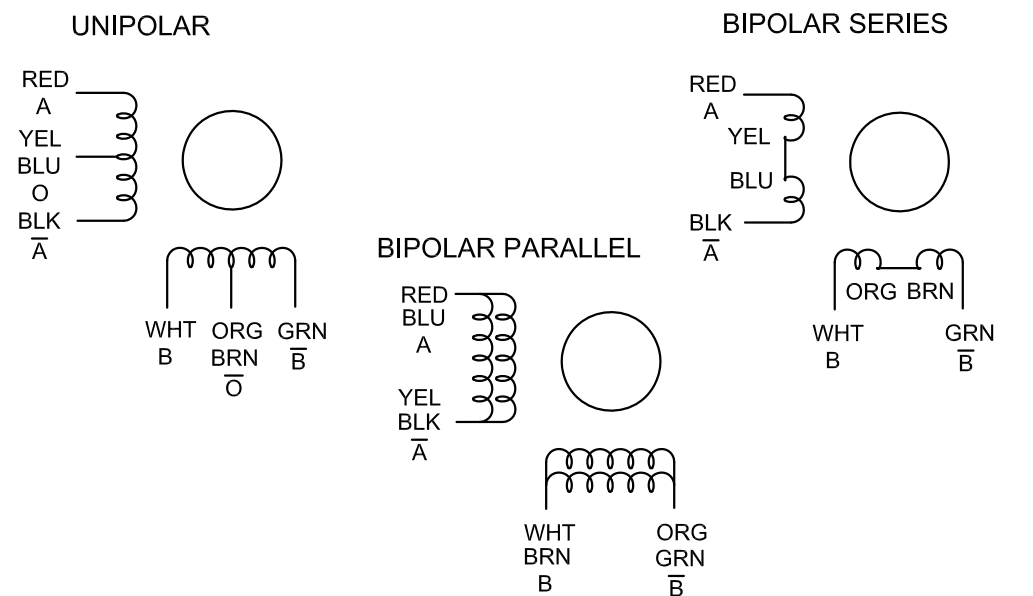 UNIPOLAR
RED
A
YEL
BLU
O
BLK
A̅
WHT
B
ORG
BRN
O̅
GRN
B̅
BIPOLAR PARALLEL
RED
BLU
A
YEL
BLK
A̅
WHT
BRN
B
ORG
GRN
B̅
BIPOLAR SERIES
RED
A
YEL
BLU
BLK
A̅
ORG BRN
WHT
B
GRN
B̅